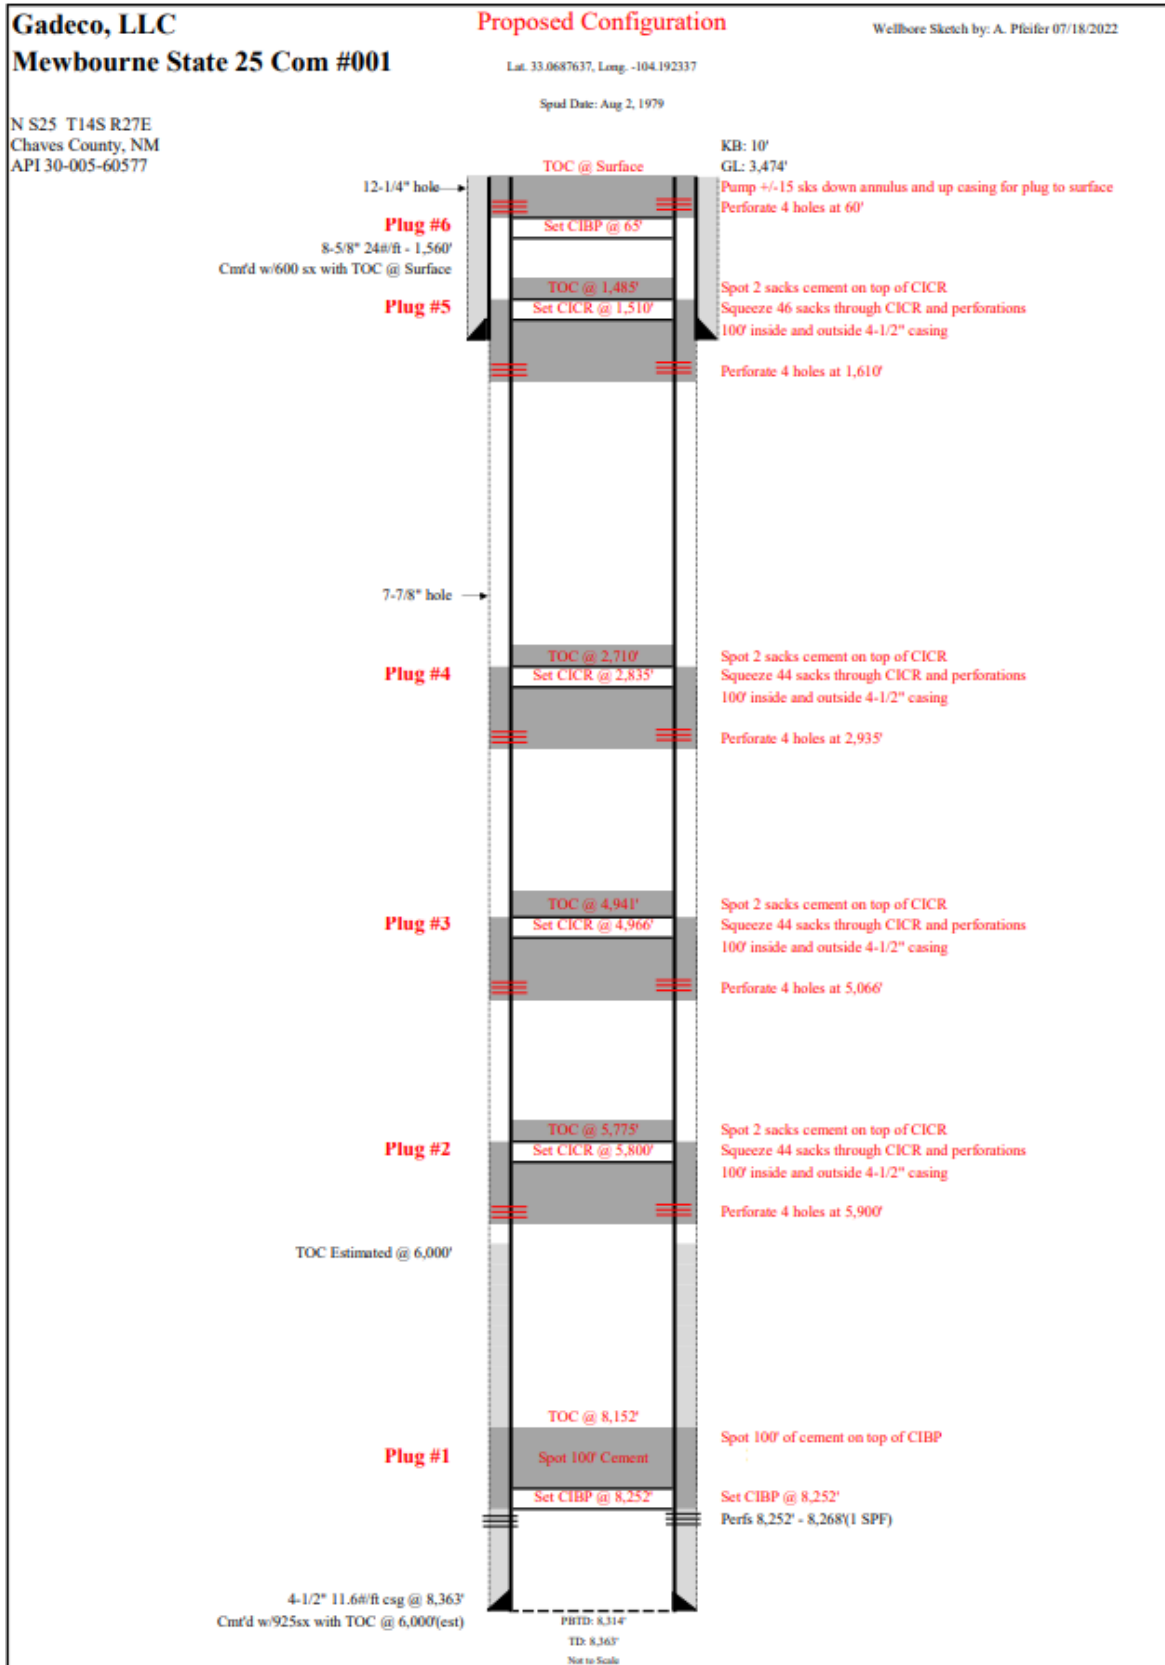 Gadeco, LLC
Proposed Configuration
Wellbore Sketch by: A. Pfeifer 07/18/2022
Mewbourne State 25 Com #001
Lat. 33.0687637, Long. -104.192337
Spud Date: Aug 2, 1979
N S25 T14S R27E
Chaves County, NM
API 30-005-60577
KB: 10'
GL: 3,474'
TOC @ Surface
12-1/4" hole
Pump +/-15 sks down annulus and up casing for plug to surface
Perforate 4 holes at 60'
Plug #6
Set CIBP @ 65'
8-5/8" 24#/ft - 1,560'
Cmt'd w/600 sx with TOC @ Surface
TOC @ 1,485'
Spot 2 sacks cement on top of CICR
Plug #5
Set CICR @ 1,510'
Squeeze 46 sacks through CICR and perforations
100' inside and outside 4-1/2" casing
Perforate 4 holes at 1,610'
7-7/8" hole
TOC @ 2,710'
Spot 2 sacks cement on top of CICR
Plug #4
Set CICR @ 2,835'
Squeeze 44 sacks through CICR and perforations
100' inside and outside 4-1/2" casing
Perforate 4 holes at 2,935'
TOC @ 4,941'
Spot 2 sacks cement on top of CICR
Plug #3
Set CICR @ 4,966'
Squeeze 44 sacks through CICR and perforations
100' inside and outside 4-1/2" casing
Perforate 4 holes at 5,066'
TOC @ 5,775'
Spot 2 sacks cement on top of CICR
Plug #2
Set CICR @ 5,800'
Squeeze 44 sacks through CICR and perforations
100' inside and outside 4-1/2" casing
Perforate 4 holes at 5,900'
TOC Estimated @ 6,000'
TOC @ 8,152'
Spot 100' of cement on top of CIBP
Plug #1
Spot 100' Cement
Set CIBP @ 8,252'
Set CIBP @ 8,252'
Perfs 8,252' - 8,268'(1 SPF)
4-1/2" 11.6#/ft csg @ 8,363'
Cmt'd w/925sx with TOC @ 6,000'(est)
PBTD: 8,314'
TD: 8,363'
Not to Scale